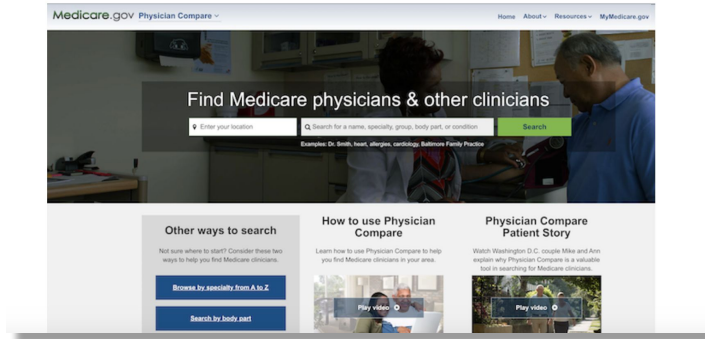 Medicare.gov Physician Compare
Home About Resources MyMedicare.gov
Find Medicare physicians & other clinicians
Enter your location
Search for a name, specialty, group, body part, or condition
Search
Examples: Dr. Smith, heart, allergies, cardiology, Baltimore Family Practice
Other ways to search
Not sure where to start? Consider these two
ways to help you find Medicare clinicians.
Browse by specialty from A to Z
Search by body part
How to use Physician
Compare
Learn how to use Physician Compare to help
you find Medicare clinicians in your area.
Play video
Physician Compare
Patient Story
Watch Washington D.C. couple Mike and Ann
explain why Physician Compare is a valuable
tool in searching for Medicare clinicians.
Play video